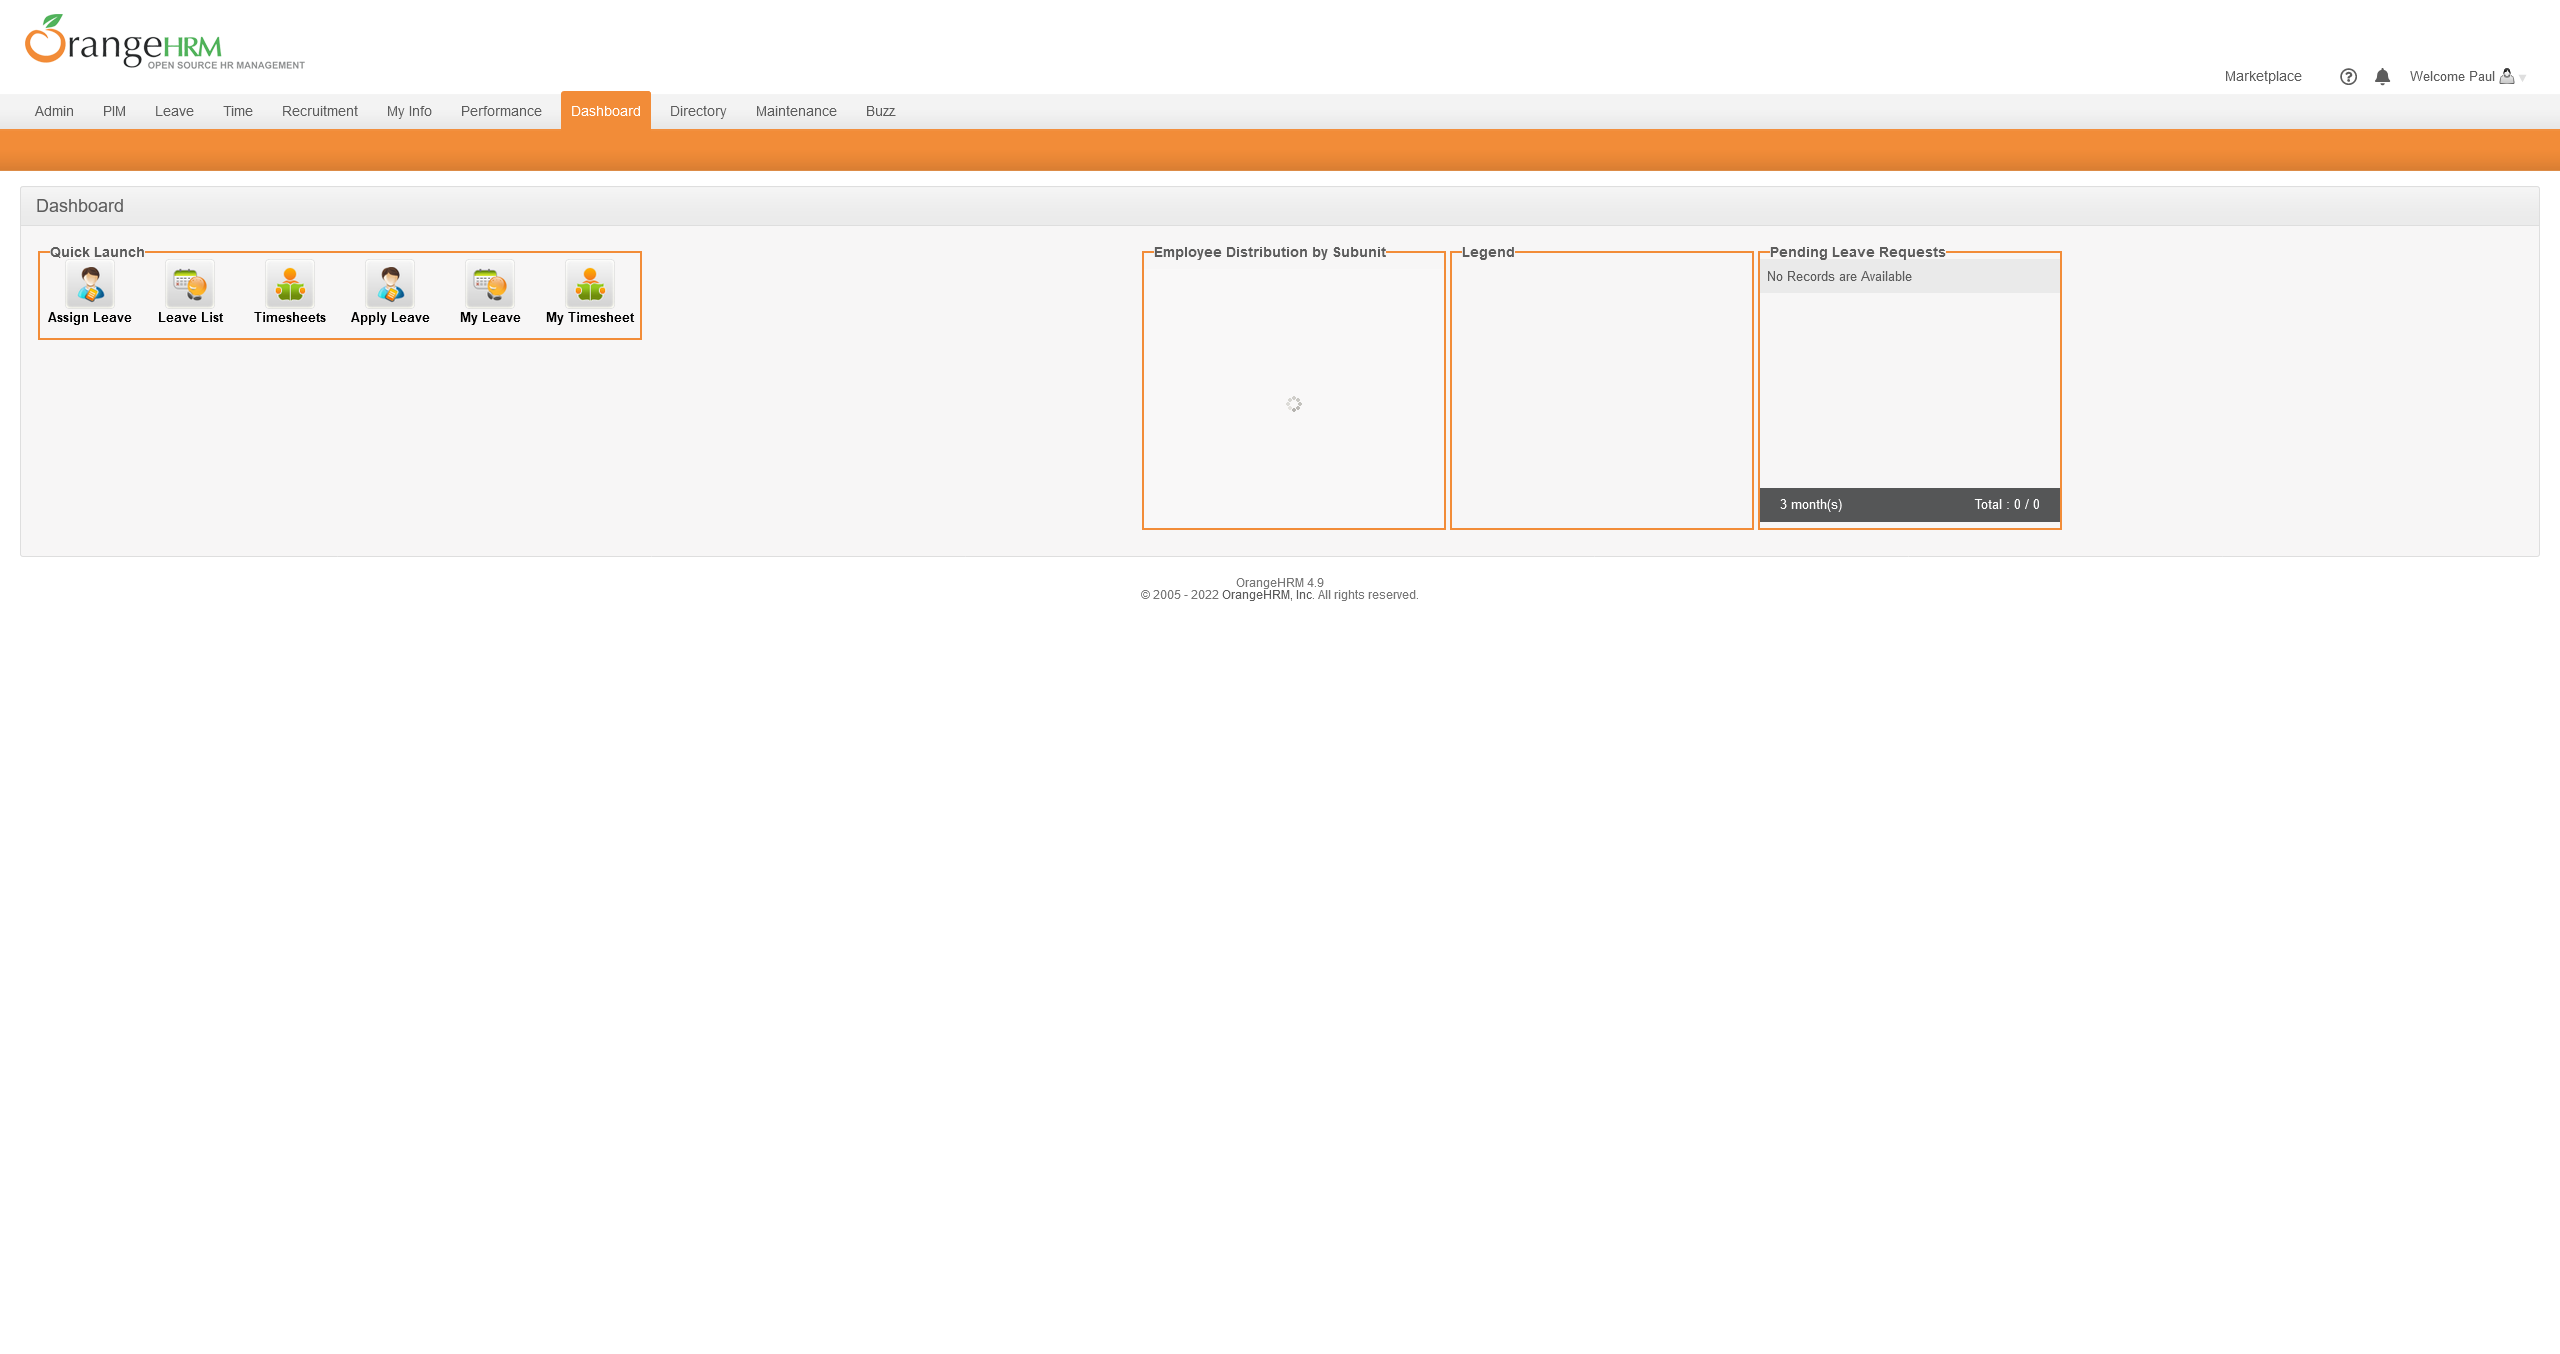 OrangeHRM
OPEN SOURCE HR MANAGEMENT
Marketplace
Welcome Paul
Admin PIM Leave Time Recruitment My Info Performance Dashboard Directory Maintenance Buzz
Dashboard
Quick Launch
Assign Leave Leave List Timesheets Apply Leave My Leave My Timesheet
Employee Distribution by Subunit
Legend
Pending Leave Requests
No Records are Available
3 month(s) Total : 0 / 0
OrangeHRM 4.9
© 2005 - 2022 OrangeHRM, Inc. All rights reserved.